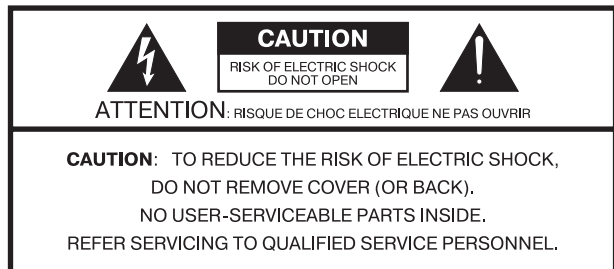 CAUTION
RISK OF ELECTRIC SHOCK
DO NOT OPEN
ATTENTION: RISQUE DE CHOC ELECTRIQUE NE PAS OUVRIR
CAUTION: TO REDUCE THE RISK OF ELECTRIC SHOCK,
DO NOT REMOVE COVER (OR BACK).
NO USER-SERVICEABLE PARTS INSIDE.
REFER SERVICING TO QUALIFIED SERVICE PERSONNEL.